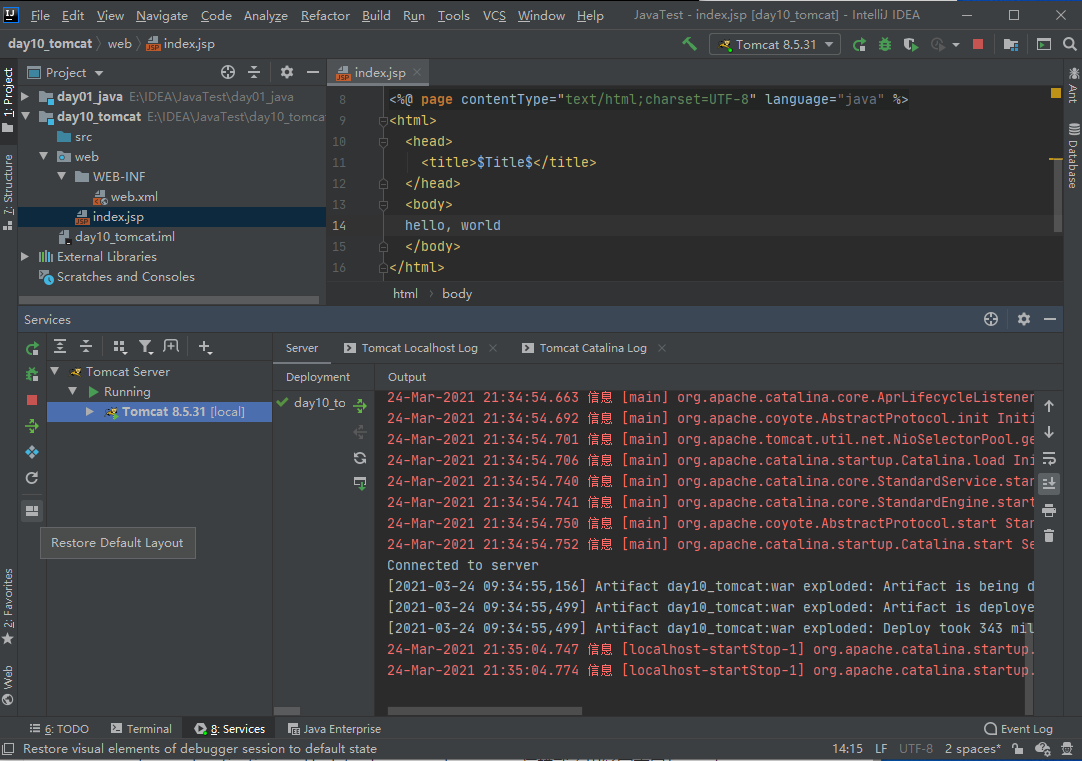 File Edit View Navigate Code Analyze Refactor Build Run Tools VCS Window Help JavaTest - index.jsp [day10_tomcat] - IntelliJ IDEA
day10_tomcat web index.jsp Tomcat 8.5.31
Project
index.jsp
1: Project
7: Structure
2: Favorites
Web
Ant
Database
day01_java E:\IDEA\JavaTest\day01_java
day10_tomcat E:\IDEA\JavaTest\day10_tomca
src
web
WEB-INF
web.xml
index.jsp
day10_tomcat.iml
External Libraries
Scratches and Consoles
8 <%@ page contentType="text/html;charset=UTF-8" language="java" %>
9 <html>
10 <head>
11 <title>$Title$</title>
12 </head>
13 <body>
14 hello, world
15 </body>
16 </html>
html body
Services
Server Tomcat Localhost Log Tomcat Catalina Log
Tomcat Server
Running
Tomcat 8.5.31 [local]
Restore Default Layout
Deployment
day10_to
Output
24-Mar-2021 21:34:54.663 信息 [main] org.apache.catalina.core.AprLifecycleListener
24-Mar-2021 21:34:54.692 信息 [main] org.apache.coyote.AbstractProtocol.init Initi
24-Mar-2021 21:34:54.701 信息 [main] org.apache.tomcat.util.net.NioSelectorPool.ge
24-Mar-2021 21:34:54.706 信息 [main] org.apache.catalina.startup.Catalina.load Ini
24-Mar-2021 21:34:54.740 信息 [main] org.apache.catalina.core.StandardService.star
24-Mar-2021 21:34:54.741 信息 [main] org.apache.catalina.core.StandardEngine.start
24-Mar-2021 21:34:54.750 信息 [main] org.apache.coyote.AbstractProtocol.start Star
24-Mar-2021 21:34:54.752 信息 [main] org.apache.catalina.startup.Catalina.start Se
Connected to server
[2021-03-24 09:34:55,156] Artifact day10_tomcat:war exploded: Artifact is being d
[2021-03-24 09:34:55,499] Artifact day10_tomcat:war exploded: Artifact is deploye
[2021-03-24 09:34:55,499] Artifact day10_tomcat:war exploded: Deploy took 343 mil
24-Mar-2021 21:35:04.747 信息 [localhost-startStop-1] org.apache.catalina.startup.
24-Mar-2021 21:35:04.774 信息 [localhost-startStop-1] org.apache.catalina.startup.
6: TODO Terminal 8: Services Java Enterprise Event Log
Restore visual elements of debugger session to default state 14:15 LF UTF-8 2 spaces*